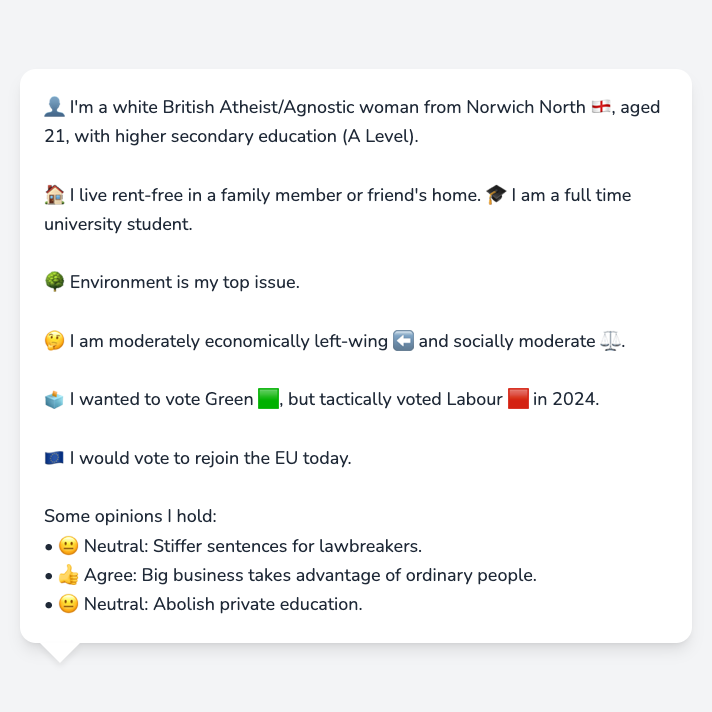 👤 I'm a white British Atheist/Agnostic woman from Norwich North 🏴󠁧󠁢󠁥󠁮󠁧󠁿, aged
21, with higher secondary education (A Level).
🏠 I live rent-free in a family member or friend's home. 🎓 I am a full time
university student.
🌳 Environment is my top issue.
🤔 I am moderately economically left-wing ⬅️ and socially moderate ⚖️.
🗳️ I wanted to vote Green 🟩, but tactically voted Labour 🟥 in 2024.
🇪🇺 I would vote to rejoin the EU today.
Some opinions I hold:
• 😐 Neutral: Stiffer sentences for lawbreakers.
• 👍 Agree: Big business takes advantage of ordinary people.
• 😐 Neutral: Abolish private education.